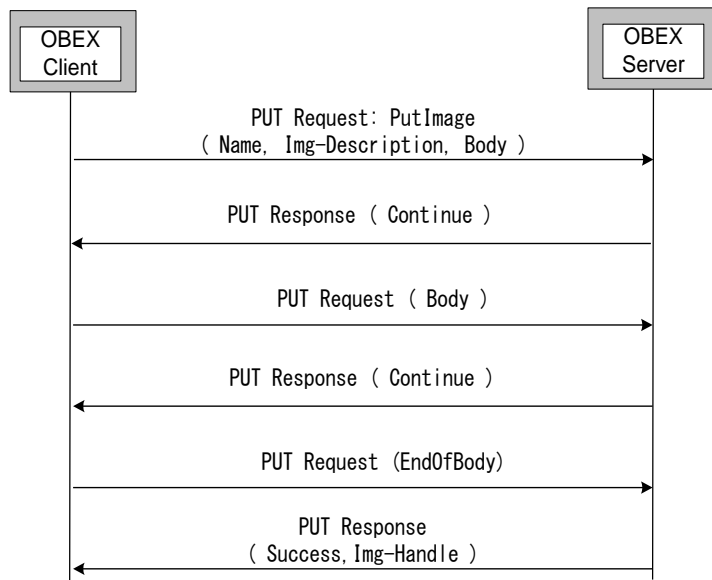 OBEX
Client
OBEX
Server
PUT Request: PutImage
( Name, Img-Description, Body )
PUT Response ( Continue )
PUT Request ( Body )
PUT Response ( Continue )
PUT Request (EndOfBody)
PUT Response
( Success, Img-Handle )